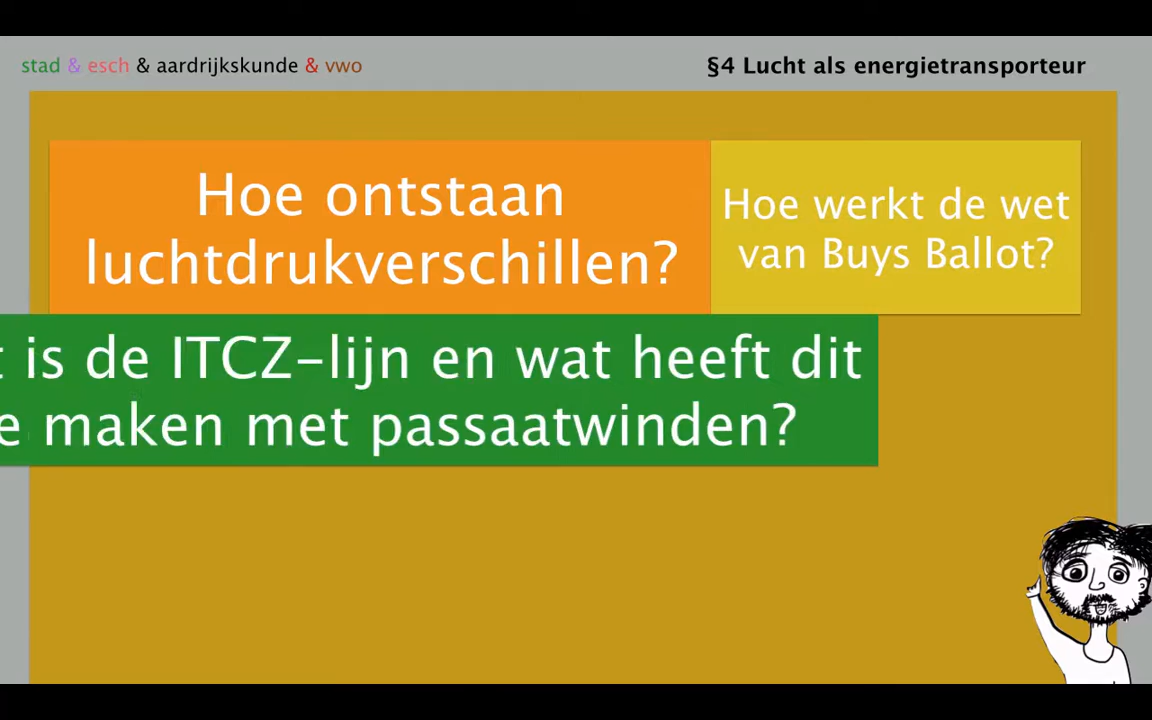 stad & esch & aardrijkskunde & vwo
§4 Lucht als energietransporteur
Hoe ontstaan
luchtdrukverschillen?
Hoe werkt de wet
van Buys Ballot?
is de ITCZ-lijn en wat heeft dit
maken met passaatwinden?